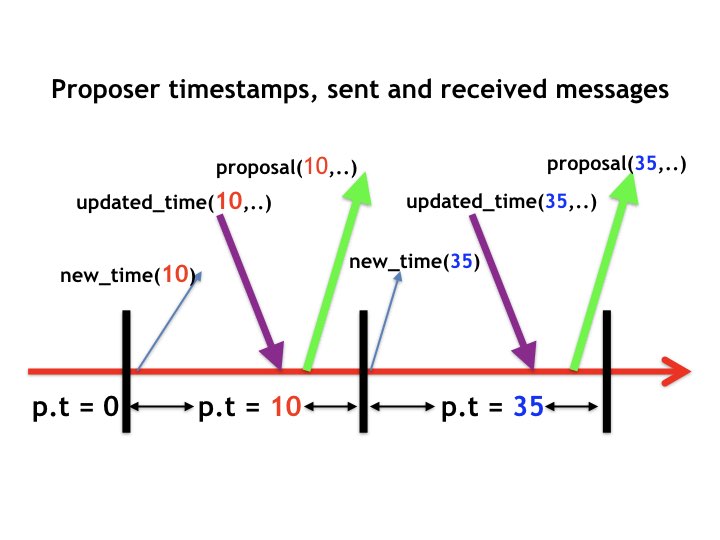 Proposer timestamps, sent and received messages
proposal(10,..)
proposal(35,..)
updated_time(10,..)
updated_time(35,..)
new_time(10)
new_time(35)
p.t = 0
p.t = 10
p.t = 35